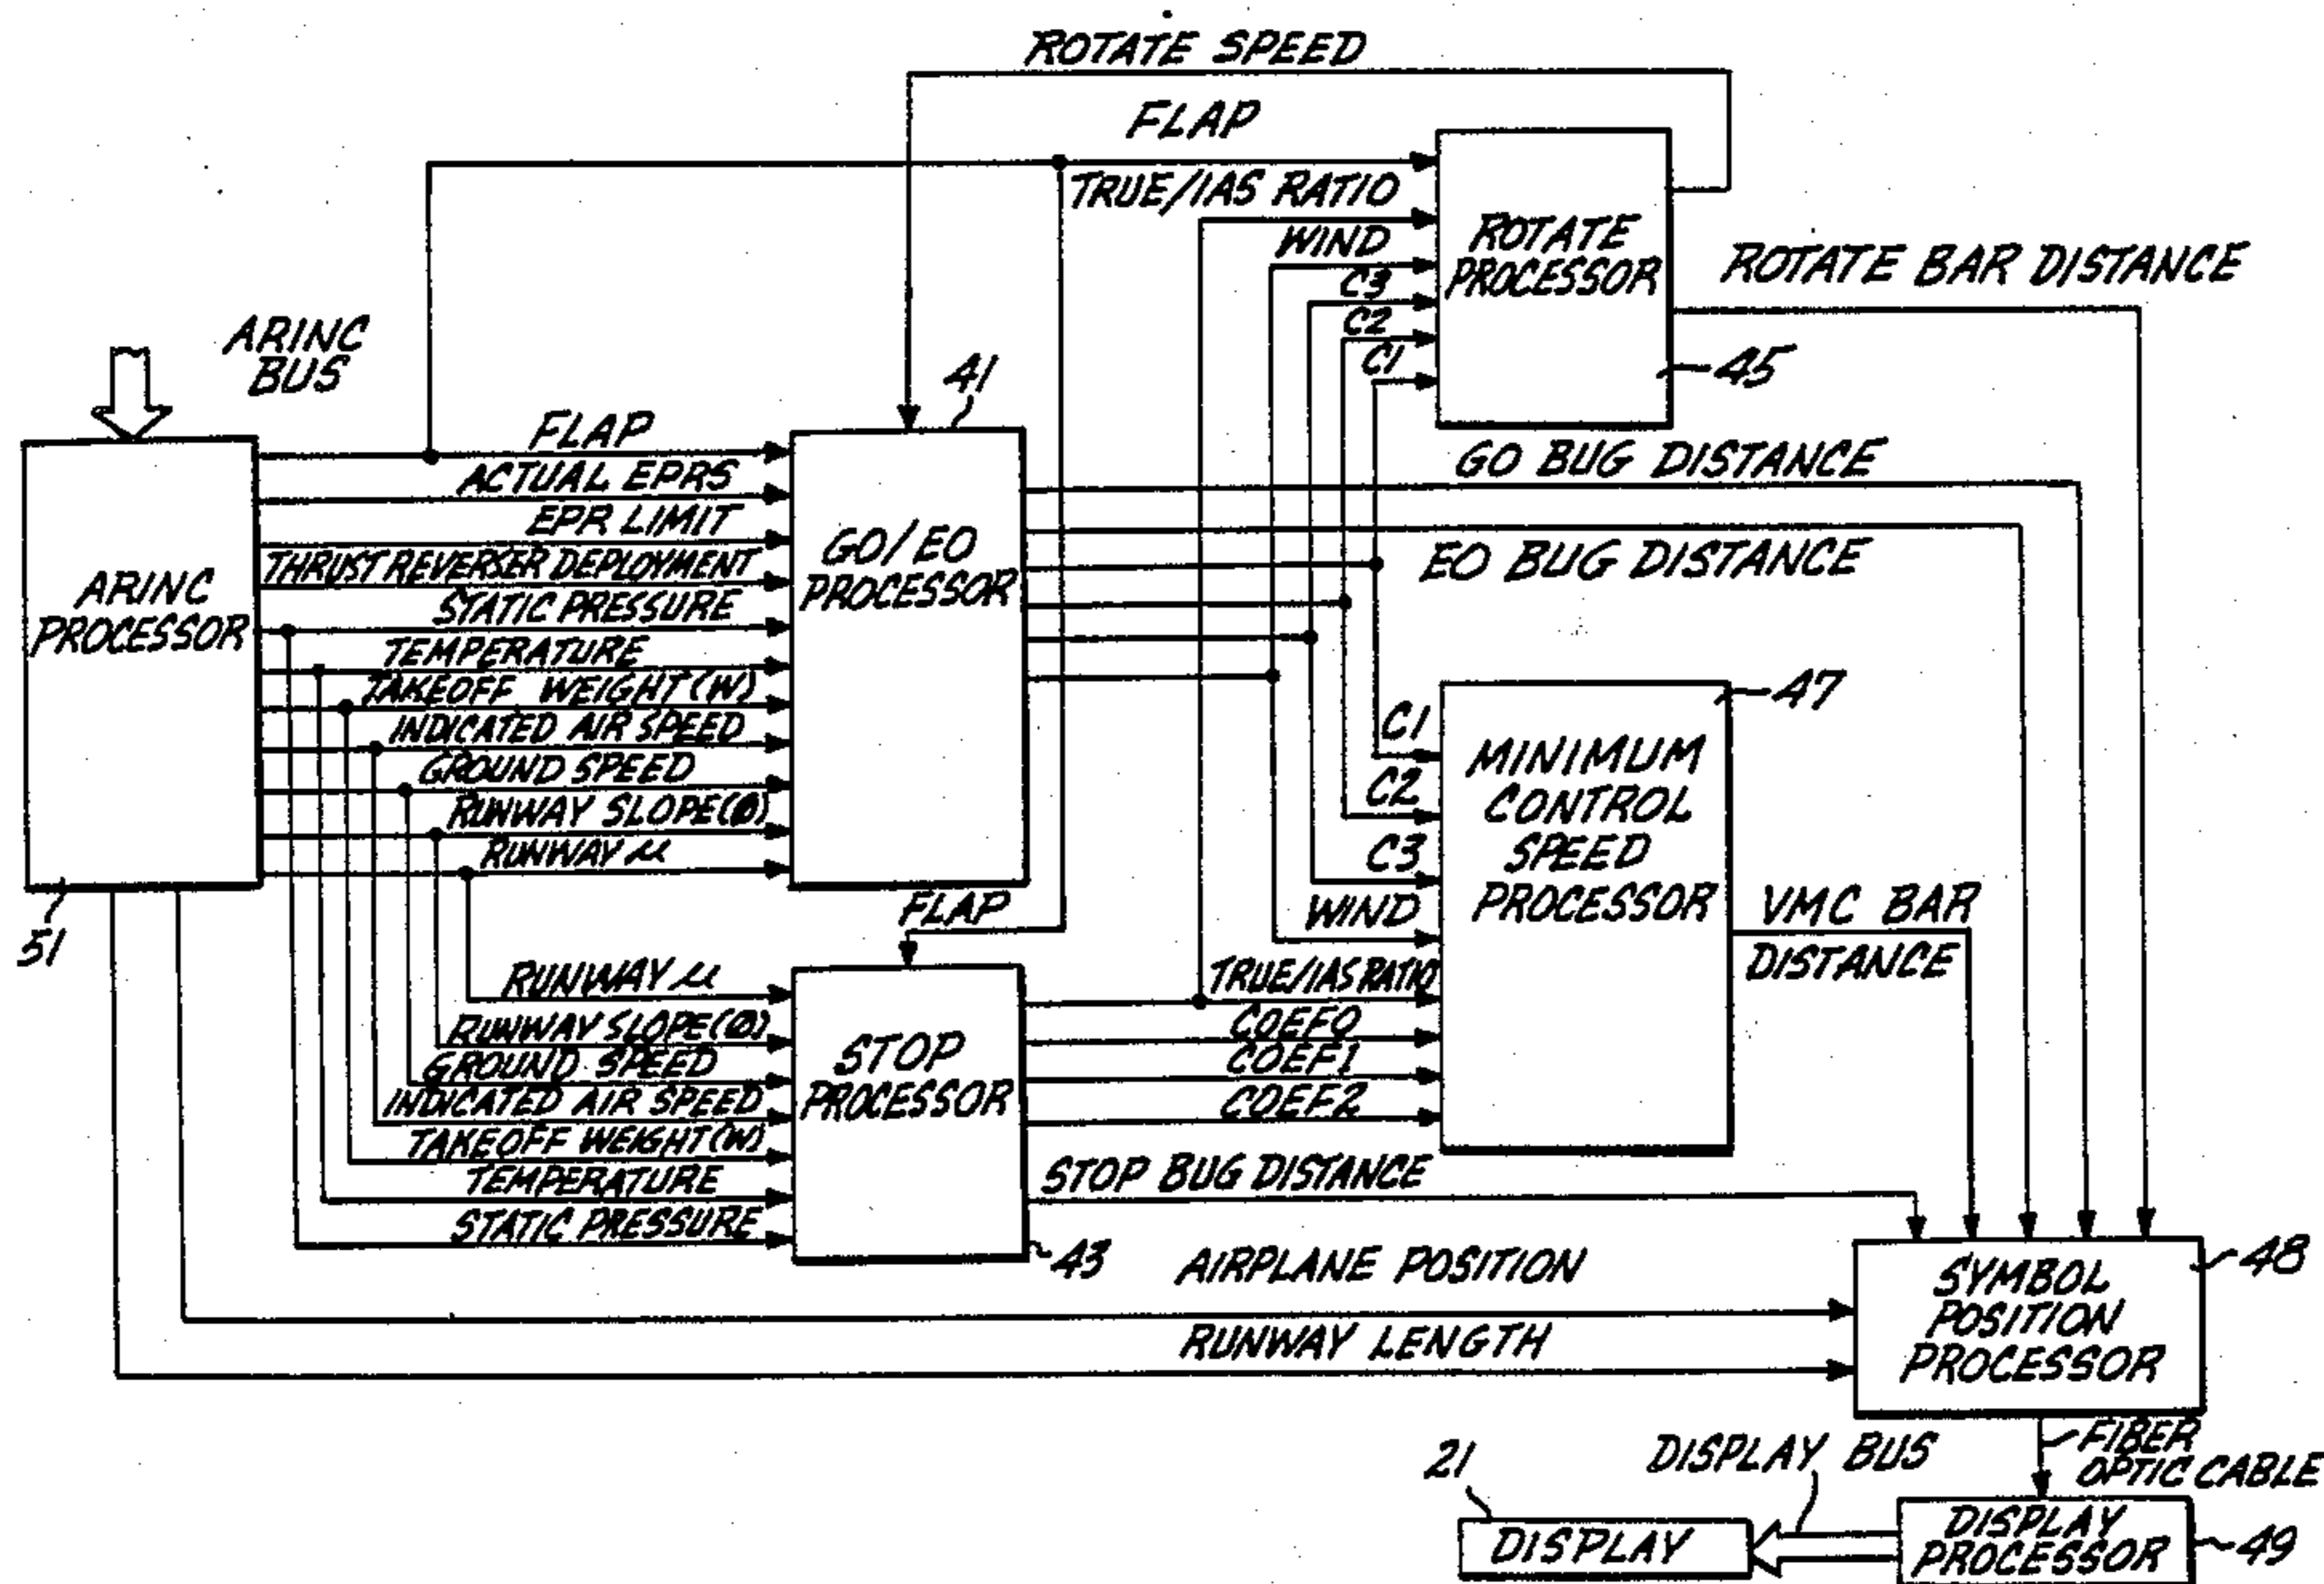 ROTATE SPEED
FLAP
TRUE/IAS RATIO
WIND
C3
C2
C1
ROTATE
PROCESSOR
45
ROTATE BAR DISTANCE
ARINC
BUS
ARINC
PROCESSOR
51
FLAP
ACTUAL EPRS
EPR LIMIT
THRUST REVERSER DEPLOYMENT
STATIC PRESSURE
TEMPERATURE
TAKEOFF WEIGHT(W)
INDICATED AIR SPEED
GROUND SPEED
RUNWAY SLOPE(Ø)
RUNWAY μ
41
GO/EO
PROCESSOR
GO BUG DISTANCE
EO BUG DISTANCE
47
C1
C2
C3
WIND
TRUE/IAS RATIO
COEF0
COEF1
COEF2
MINIMUM
CONTROL
SPEED
PROCESSOR
VMC BAR
DISTANCE
FLAP
RUNWAY μ
RUNWAY SLOPE(Ø)
GROUND SPEED
INDICATED AIR SPEED
TAKEOFF WEIGHT(W)
TEMPERATURE
STATIC PRESSURE
STOP
PROCESSOR
43
STOP BUG DISTANCE
AIRPLANE POSITION
RUNWAY LENGTH
SYMBOL
POSITION
PROCESSOR
48
FIBER
OPTIC CABLE
DISPLAY BUS
21
DISPLAY
DISPLAY
PROCESSOR
49